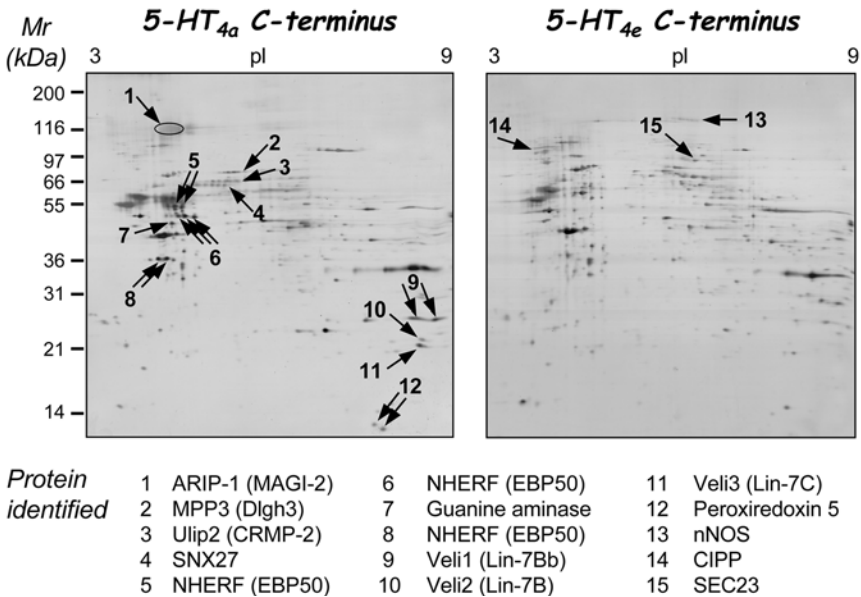 5-HT4a C-terminus 5-HT4e C-terminus
Mr (kDa)
3 pI 9 3 pI 9
200
116
97
66
55
36
31
21
14
1
2
3
5
4
7
6
8
9
10
11
12
14
13
15
Protein identified
1 ARIP-1 (MAGI-2) 6 NHERF (EBP50) 11 Veli3 (Lin-7C)
2 MPP3 (Dlgh3) 7 Guanine aminase 12 Peroxiredoxin 5
3 Ulip2 (CRMP-2) 8 NHERF (EBP50) 13 nNOS
4 SNX27 9 Veli1 (Lin-7Bb) 14 CIPP
5 NHERF (EBP50) 10 Veli2 (Lin-7B) 15 SEC23